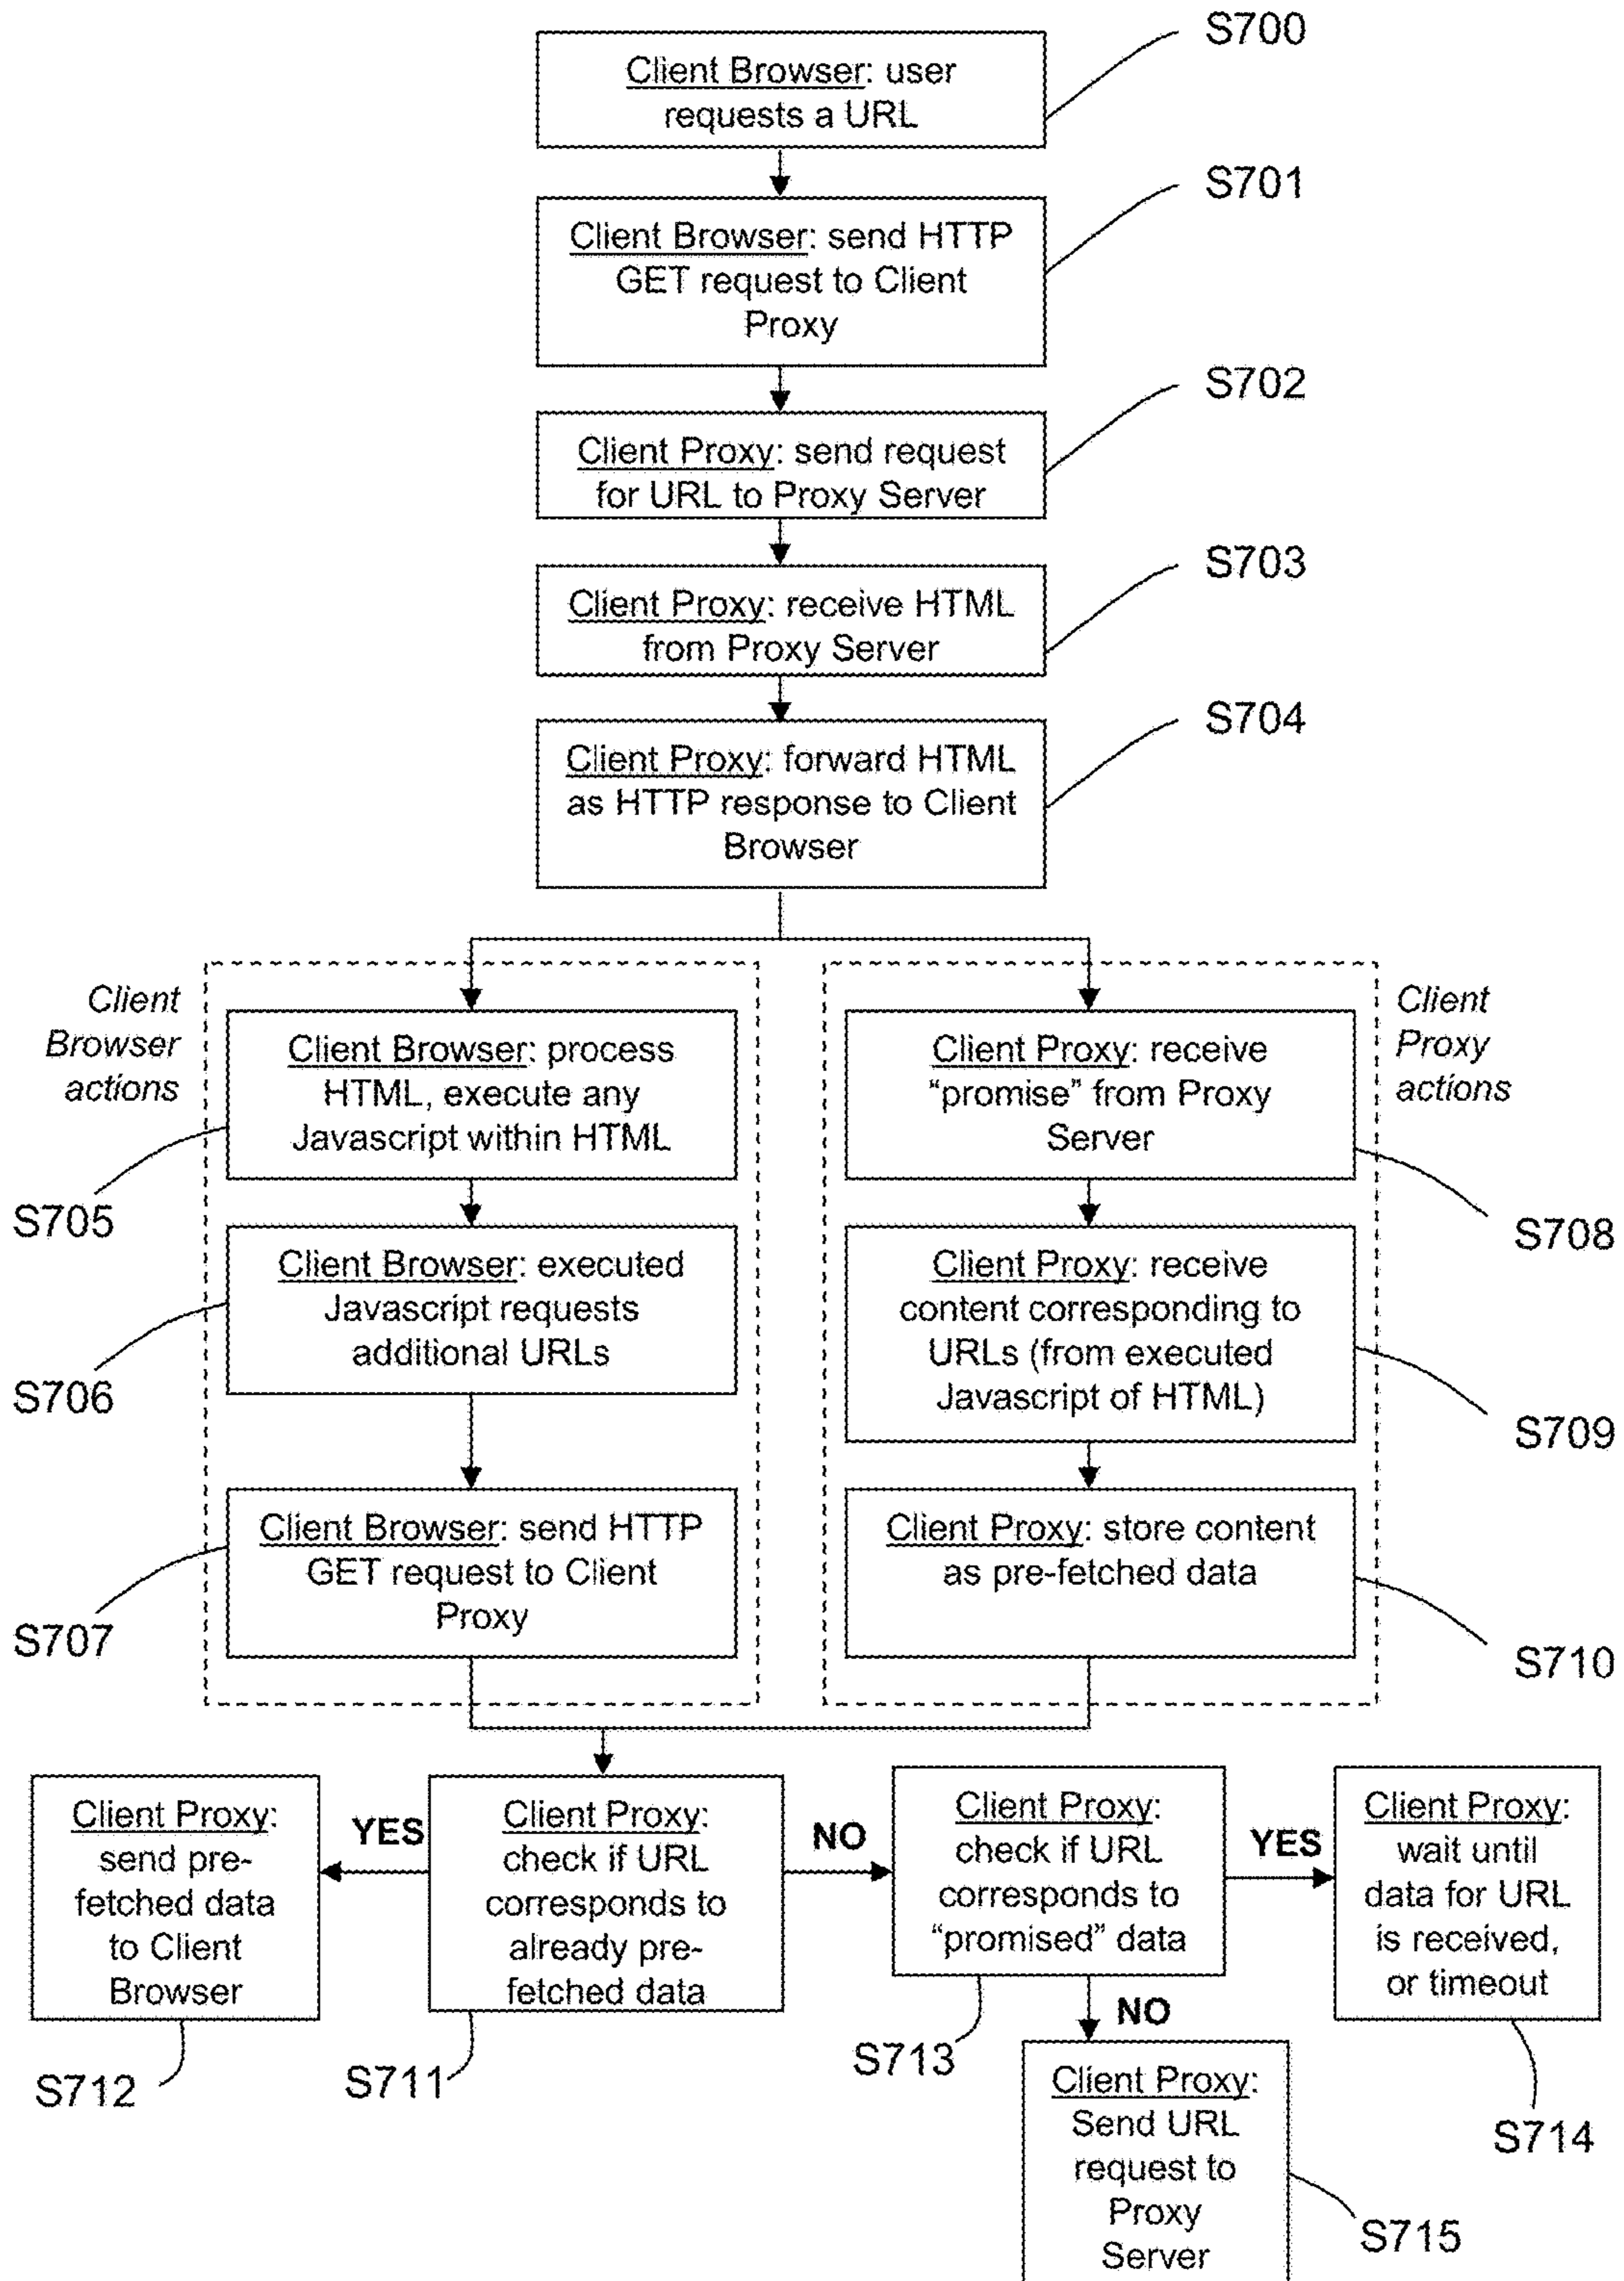 S700
Client Browser: user
requests a URL
S701
Client Browser: send HTTP
GET request to Client
Proxy
S702
Client Proxy: send request
for URL to Proxy Server
S703
Client Proxy: receive HTML
from Proxy Server
S704
Client Proxy: forward HTML
as HTTP response to Client
Browser
Client
Browser
actions
Client Browser: process
HTML, execute any
Javascript within HTML
S705
Client Browser: executed
Javascript requests
additional URLs
S706
Client Browser: send HTTP
GET request to Client
Proxy
S707
Client
Proxy
actions
Client Proxy: receive
“promise” from Proxy
Server
S708
Client Proxy: receive
content corresponding to
URLs (from executed
Javascript of HTML)
S709
Client Proxy: store content
as pre-fetched data
S710
Client Proxy:
send pre-
fetched data
to Client
Browser
S712
YES
Client Proxy:
check if URL
corresponds to
already pre-
fetched data
S711
NO
Client Proxy:
check if URL
corresponds to
“promised” data
S713
YES
Client Proxy:
wait until
data for URL
is received,
or timeout
S714
NO
Client Proxy:
Send URL
request to
Proxy
Server
S715